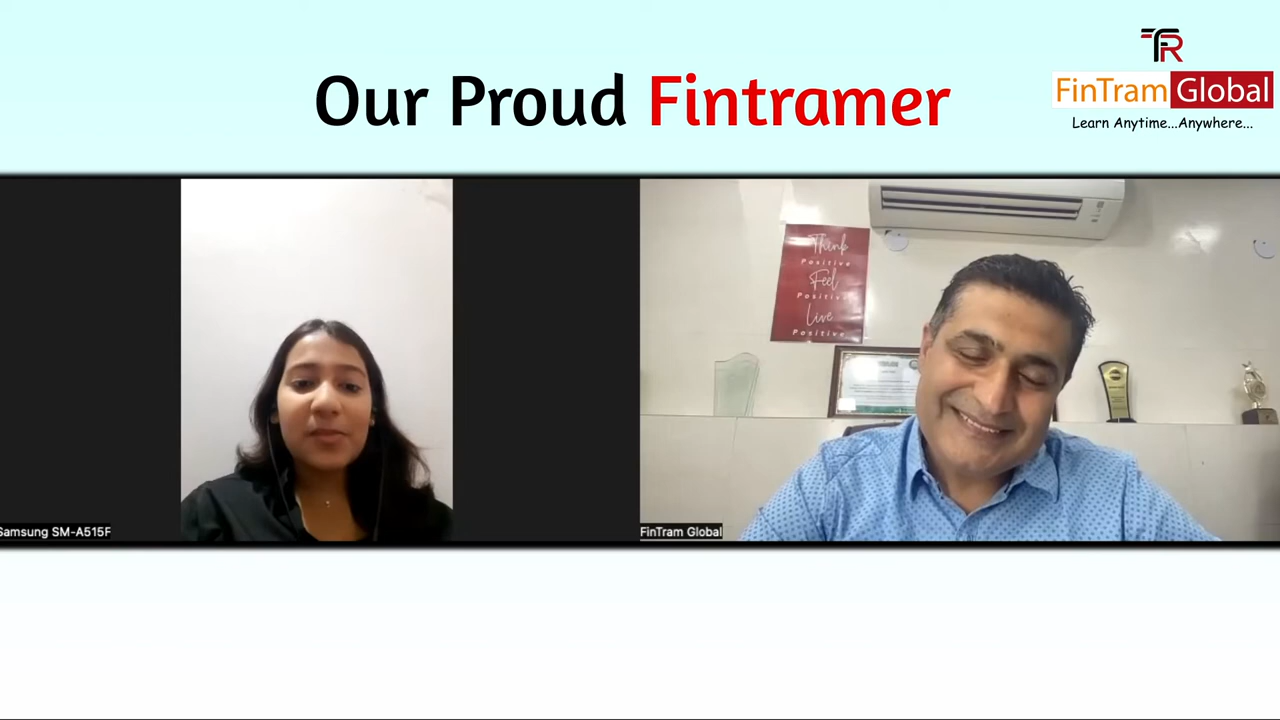 Our Proud Fintramer
FinTram Global
Learn Anytime...Anywhere...
Think
Positive
Feel
Positive
Live
Positive
Samsung SM-A515F
FinTram Global